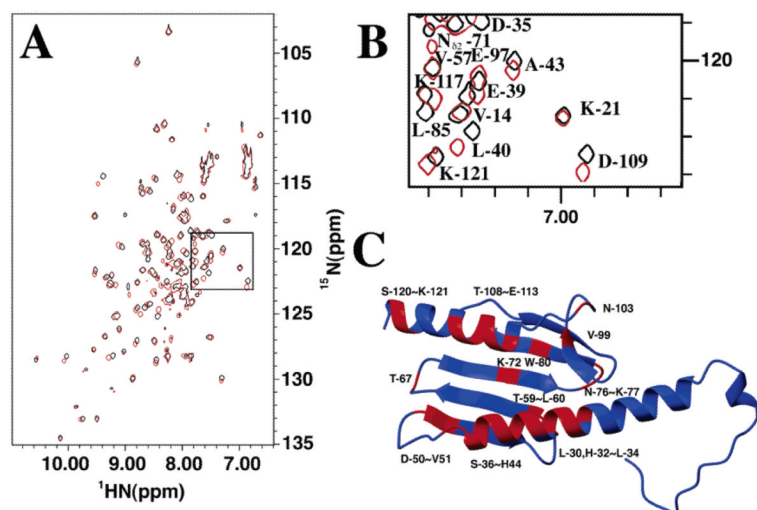 A
105
110
115
120
125
130
135
¹⁵N(ppm)
10.00 9.00 8.00 7.00
¹HN(ppm)
B
D-35
Nδ2-71
V-57 E-97
A-43
120
K-117
E-39
K-21
L-85 V-14
L-40
D-109
K-121
7.00
C
S-120~K-121
T-108~E-113
N-103
V-99
K-72 W-80
T-67
N-76~K-77
T-59~L-60
D-50~V51
S-36~H44
L-30,H-32~L-34